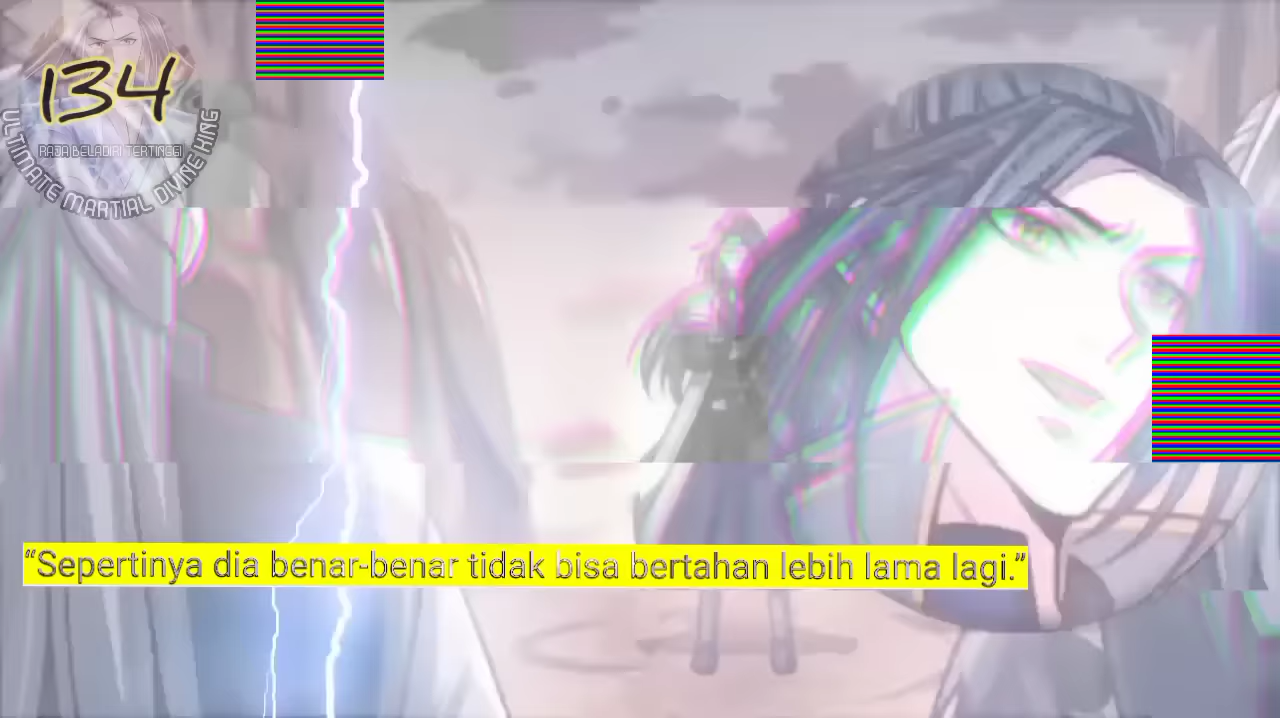 134
RAJA BELADIRI TERTINGGI
ULTIMATE MARTIAL DIVINE KING
“Sepertinya dia benar-benar tidak bisa bertahan lebih lama lagi.”